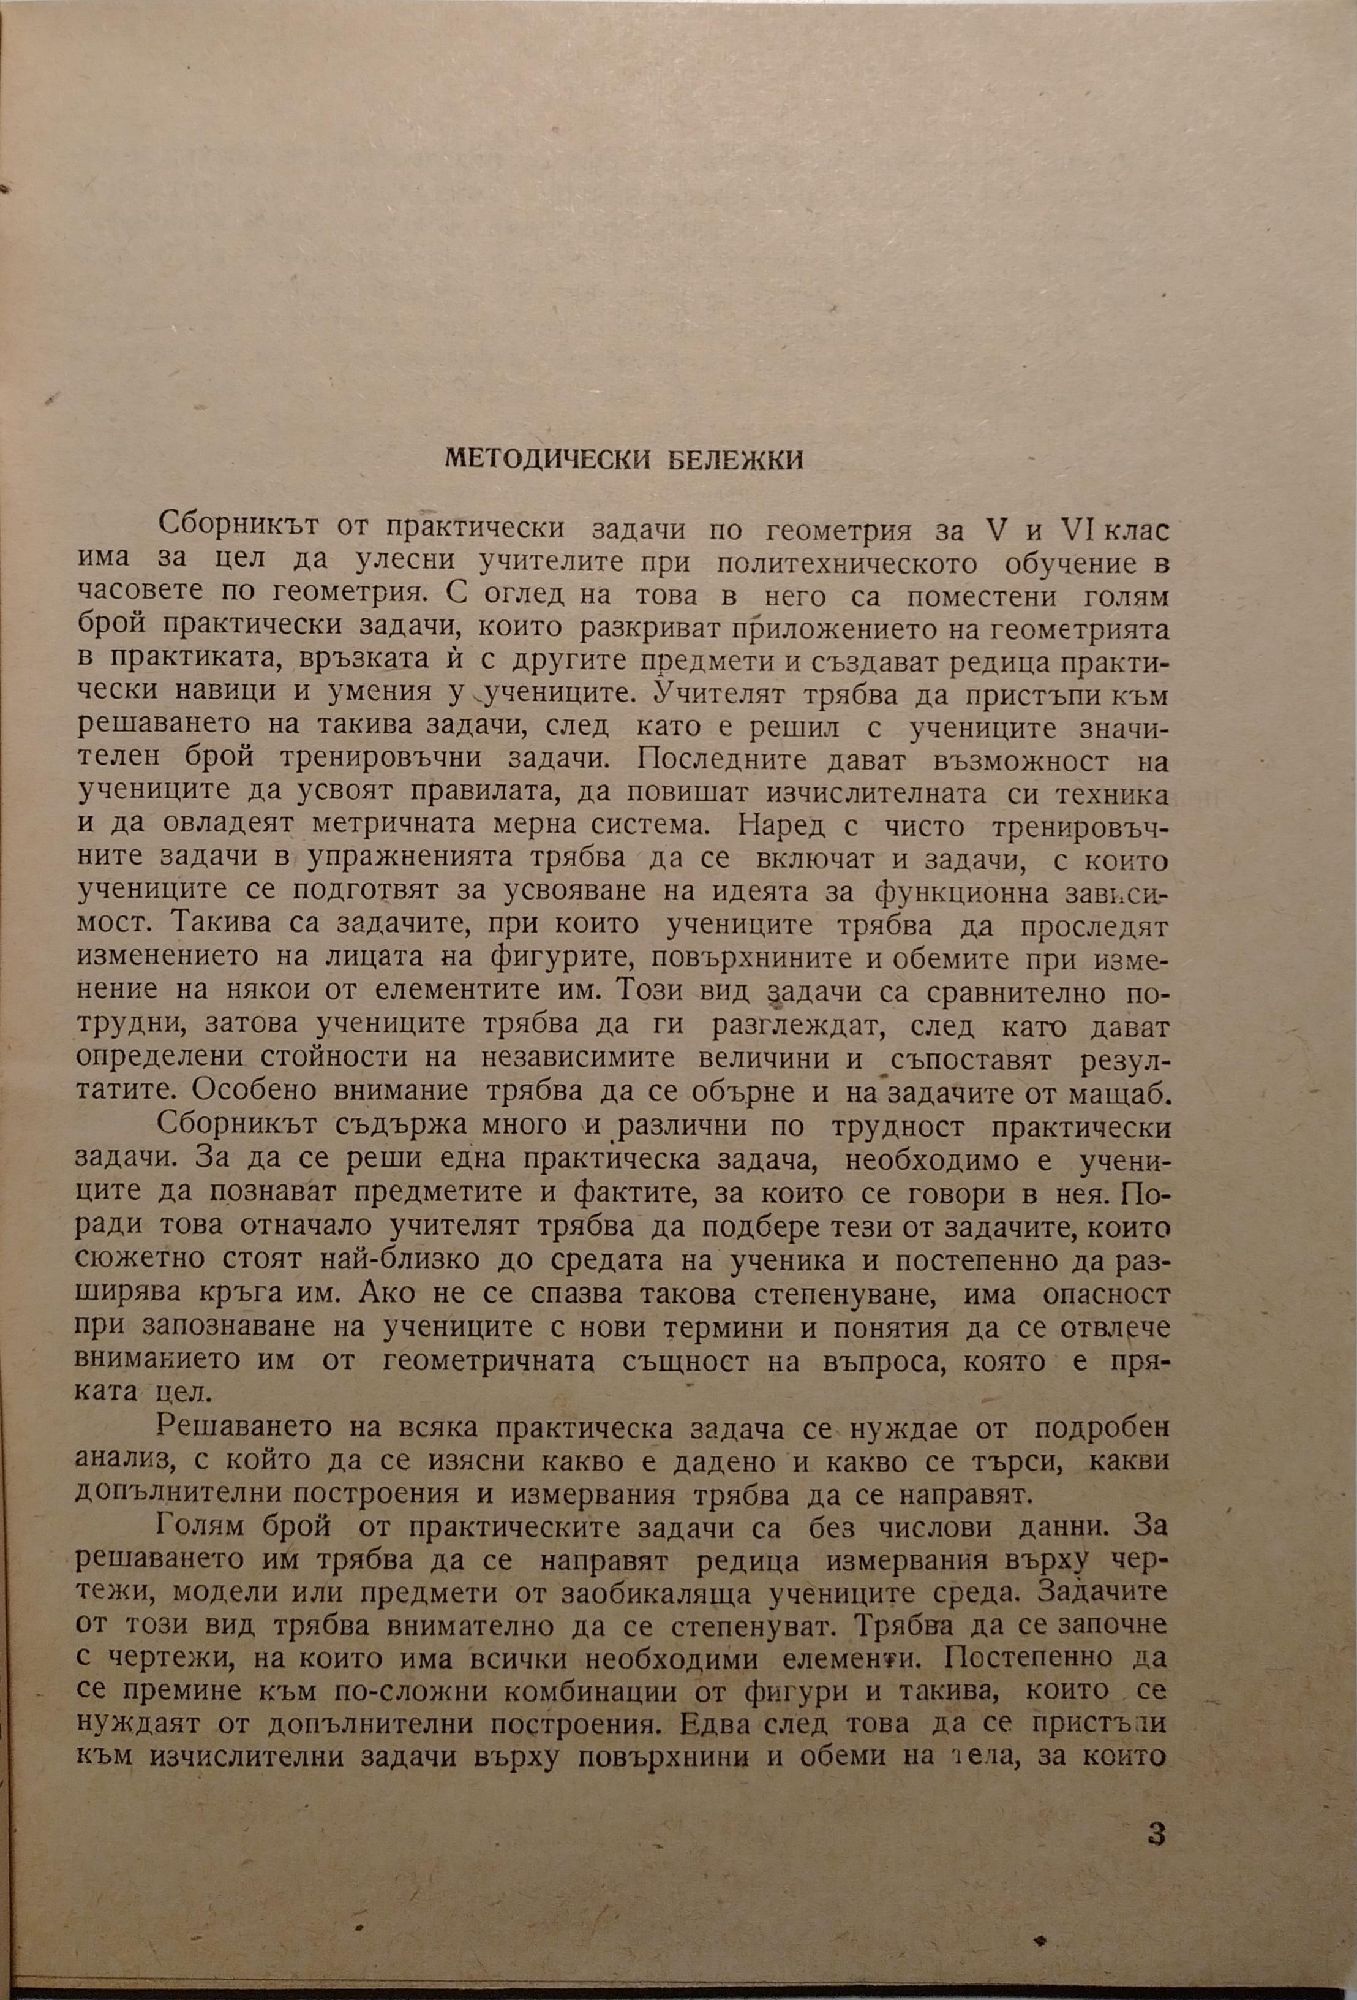 МЕТОДИЧЕСКИ БЕЛЕЖКИ
Сборникът от практически задачи по геометрия за V и VI клас
има за цел да улесни учителите при политехническото обучение в
часовете по геометрия. С оглед на това в него са поместени голям
брой практически задачи, които разкриват приложението на геометрията
в практиката, връзката ѝ с другите предмети и създават редица практи-
чески навици и умения у учениците. Учителят трябва да пристъпи към
решаването на такива задачи, след като е решил с учениците значи-
телен брой тренировъчни задачи. Последните дават възможност на
учениците да усвоят правилата, да повишат изчислителната си техника
и да овладеят метричната мерна система. Наред с чисто тренировъч-
ните задачи в упражненията трябва да се включат и задачи, с които
учениците се подготвят за усвояване на идеята за функционна зависи-
мост. Такива са задачите, при които учениците трябва да проследят
изменението на лицата на фигурите, повърхнините и обемите при изме-
нение на някои от елементите им. Този вид задачи са сравнително по-
трудни, затова учениците трябва да ги разглеждат, след като дават
определени стойности на независимите величини и съпоставят резул-
татите. Особено внимание трябва да се обърне и на задачите от мащаб.
Сборникът съдържа много и различни по трудност практически
задачи. За да се реши една практическа задача, необходимо е учени-
ците да познават предметите и фактите, за които се говори в нея. По-
ради това отначало учителят трябва да подбере тези от задачите, които
сюжетно стоят най-близко до средата на ученика и постепенно да раз-
ширява кръга им. Ако не се спазва такова степенуване, има опасност
при запознаване на учениците с нови термини и понятия да се отвлече
вниманието им от геометричната същност на въпроса, която е пря-
ката цел.
Решаването на всяка практическа задача се нуждае от подробен
анализ, с който да се изясни какво е дадено и какво се търси, какви
допълнителни построения и измервания трябва да се направят.
Голям брой от практическите задачи са без числови данни. За
решаването им трябва да се направят редица измервания върху чер-
тежи, модели или предмети от заобикаляща учениците среда. Задачите
от този вид трябва внимателно да се степенуват. Трябва да се започне
с чертежи, на които има всички необходими елементи. Постепенно да
се премине към по-сложни комбинации от фигури и такива, които се
нуждаят от допълнителни построения. Едва след това да се пристъпи
към изчислителни задачи върху повърхнини и обеми на тела, за които
3